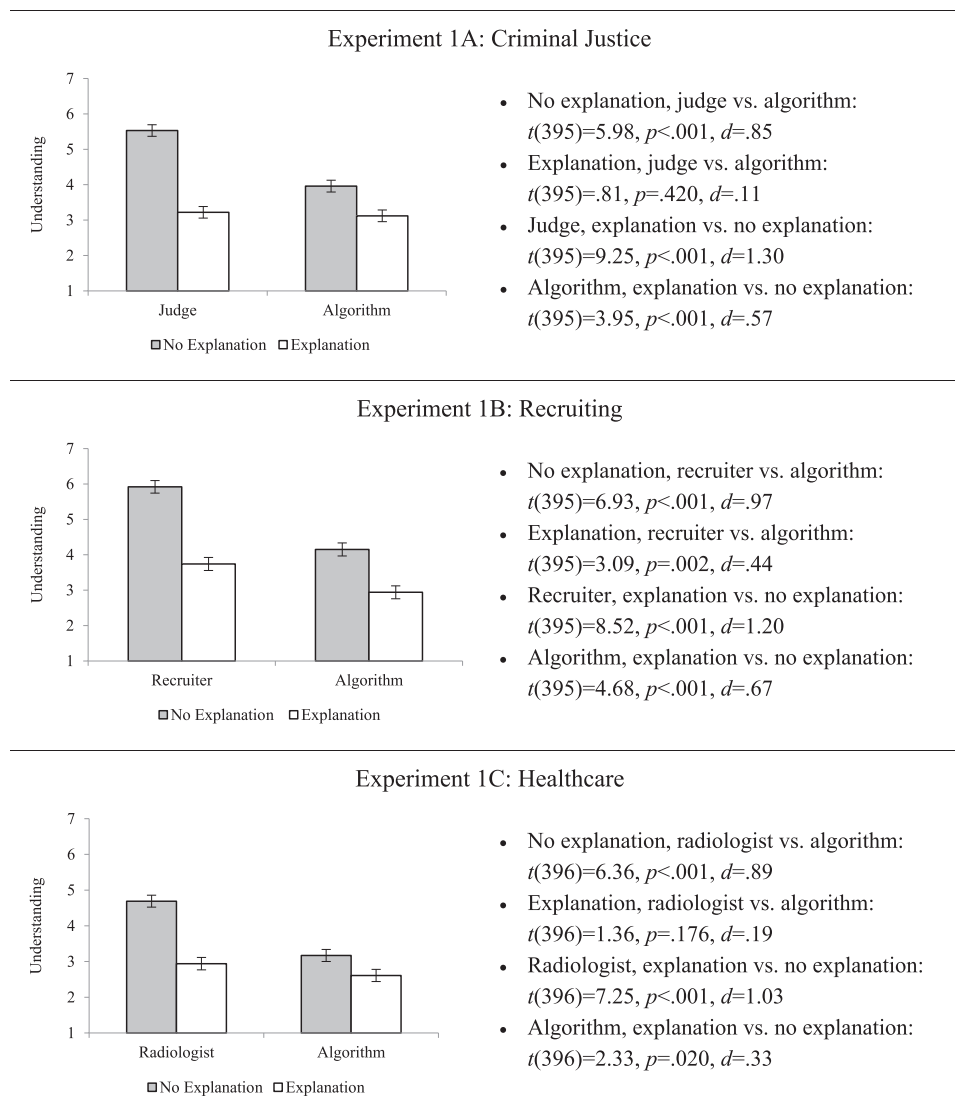 Experiment 1A: Criminal Justice
7
6
5
4
3
2
1
Understanding
Judge
Algorithm
No Explanation
Explanation
• No explanation, judge vs. algorithm:
t(395)=5.98, p<.001, d=.85
• Explanation, judge vs. algorithm:
t(395)=.81, p=.420, d=.11
• Judge, explanation vs. no explanation:
t(395)=9.25, p<.001, d=1.30
• Algorithm, explanation vs. no explanation:
t(395)=3.95, p<.001, d=.57
Experiment 1B: Recruiting
7
6
5
4
3
2
1
Understanding
Recruiter
Algorithm
No Explanation
Explanation
• No explanation, recruiter vs. algorithm:
t(395)=6.93, p<.001, d=.97
• Explanation, recruiter vs. algorithm:
t(395)=3.09, p=.002, d=.44
• Recruiter, explanation vs. no explanation:
t(395)=8.52, p<.001, d=1.20
• Algorithm, explanation vs. no explanation:
t(395)=4.68, p<.001, d=.67
Experiment 1C: Healthcare
7
6
5
4
3
2
1
Understanding
Radiologist
Algorithm
No Explanation
Explanation
• No explanation, radiologist vs. algorithm:
t(396)=6.36, p<.001, d=.89
• Explanation, radiologist vs. algorithm:
t(396)=1.36, p=.176, d=.19
• Radiologist, explanation vs. no explanation:
t(396)=7.25, p<.001, d=1.03
• Algorithm, explanation vs. no explanation:
t(396)=2.33, p=.020, d=.33